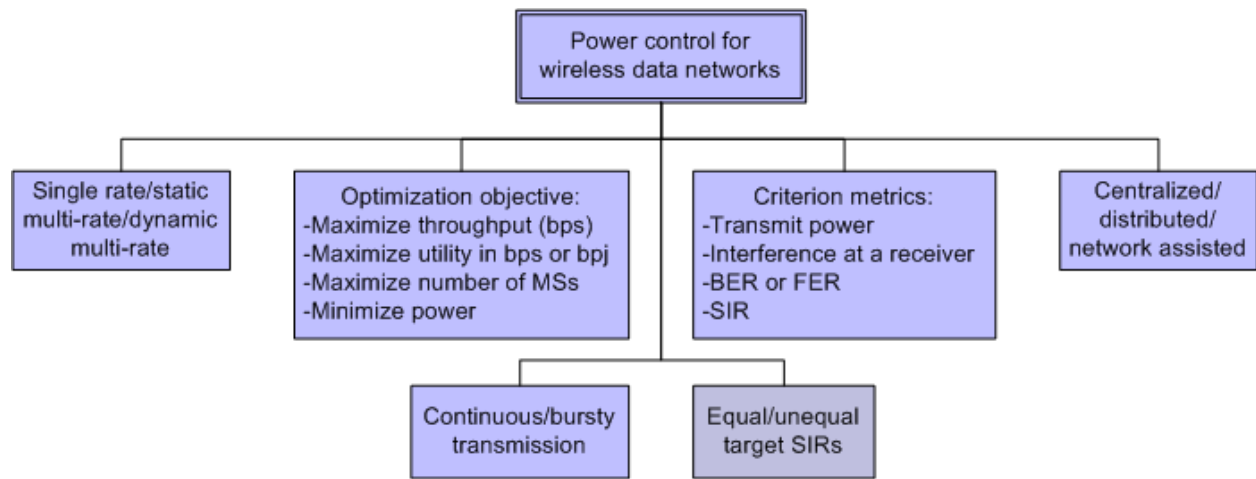 Power control for
wireless data networks
Single rate/static
multi-rate/dynamic
multi-rate
Optimization objective:
-Maximize throughput (bps)
-Maximize utility in bps or bpj
-Maximize number of MSs
-Minimize power
Criterion metrics:
-Transmit power
-Interference at a receiver
-BER or FER
-SIR
Centralized/
distributed/
network assisted
Continuous/bursty
transmission
Equal/unequal
target SIRs